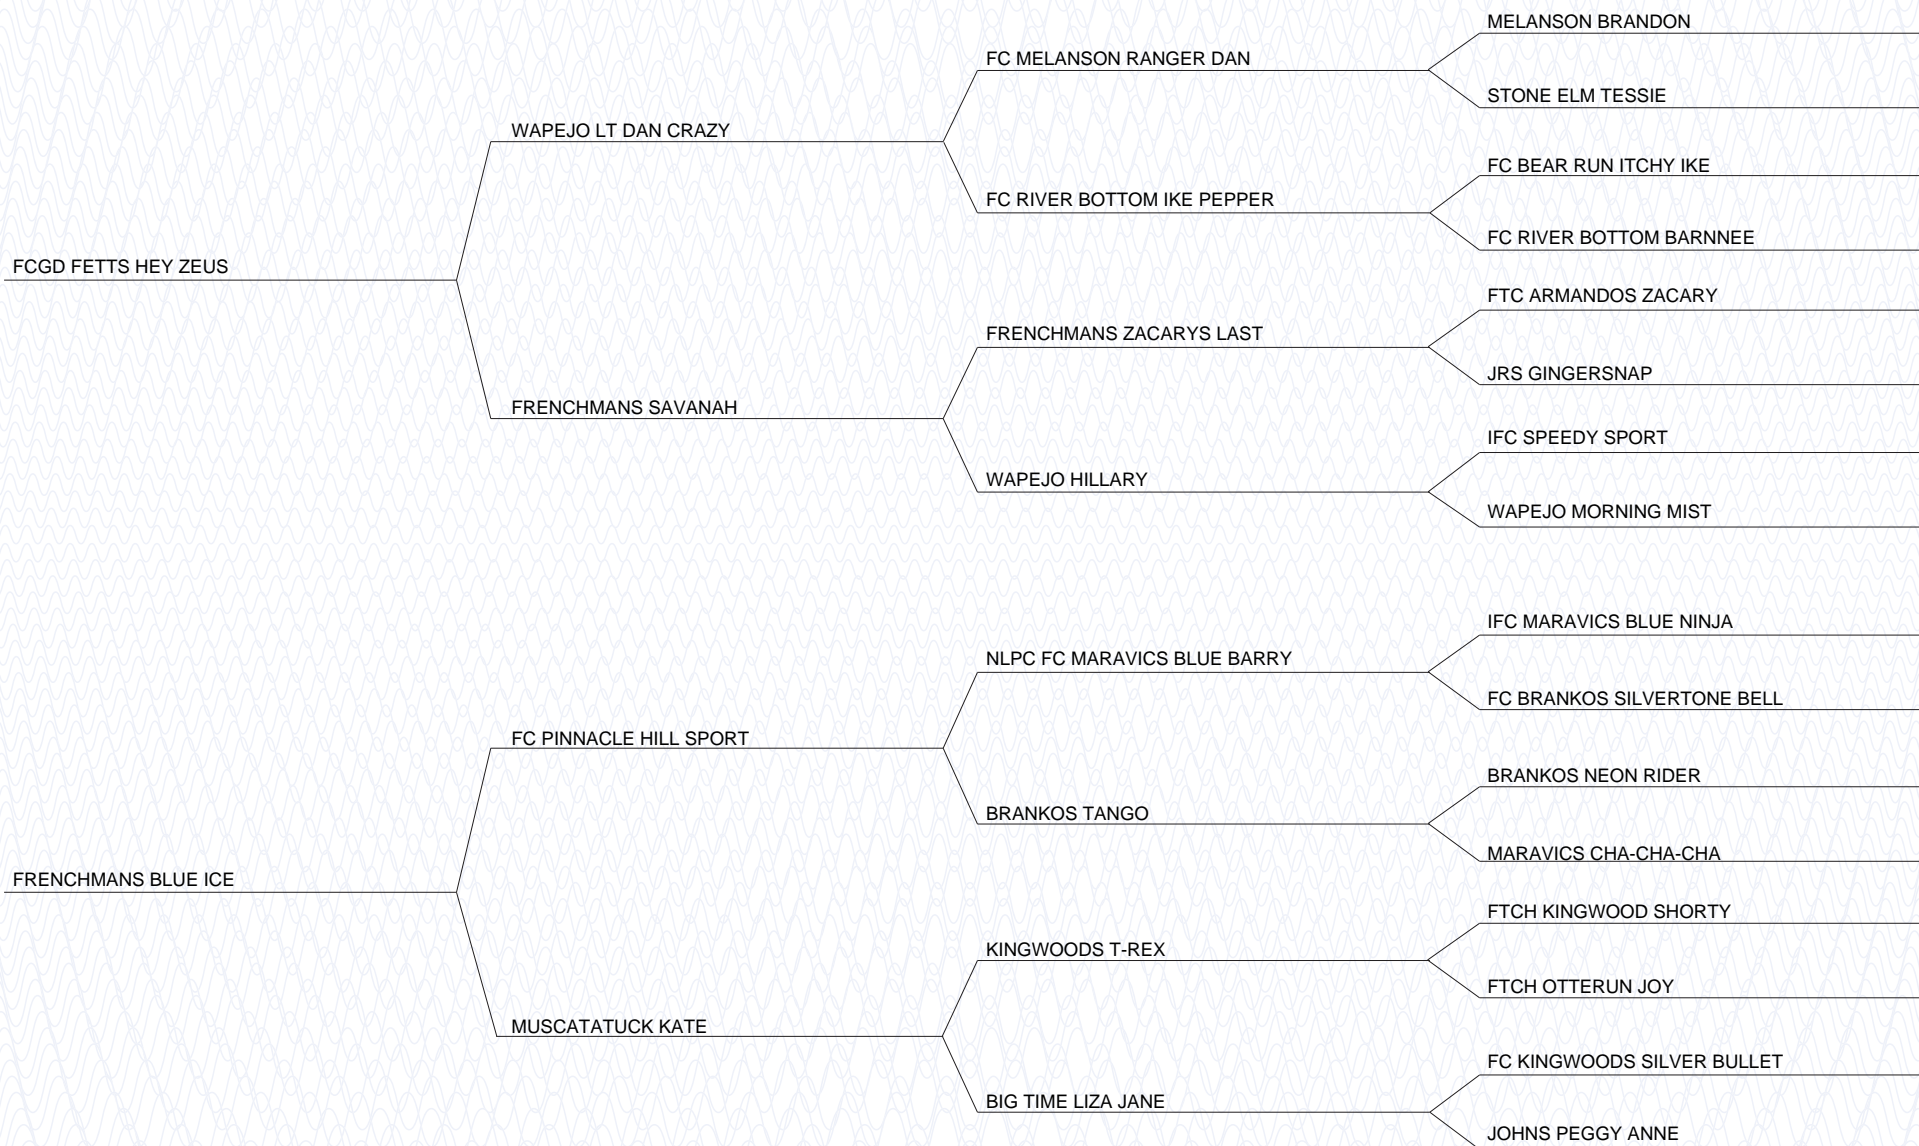 MELANSON BRANDON
FC MELANSON RANGER DAN
STONE ELM TESSIE
WAPEJO LT DAN CRAZY
FC BEAR RUN ITCHY IKE
FC RIVER BOTTOM IKE PEPPER
FC RIVER BOTTOM BARNNEE
FCGD FETTS HEY ZEUS
FTC ARMANDOS ZACARY
FRENCHMANS ZACARYS LAST
JRS GINGERSNAP
FRENCHMANS SAVANAH
IFC SPEEDY SPORT
WAPEJO HILLARY
WAPEJO MORNING MIST
IFC MARAVICS BLUE NINJA
NLPC FC MARAVICS BLUE BARRY
FC BRANKOS SILVERTONE BELL
FC PINNACLE HILL SPORT
BRANKOS NEON RIDER
BRANKOS TANGO
MARAVICS CHA-CHA-CHA
FRENCHMANS BLUE ICE
FTCH KINGWOOD SHORTY
KINGWOODS T-REX
FTCH OTTERUN JOY
MUSCATATUCK KATE
FC KINGWOODS SILVER BULLET
BIG TIME LIZA JANE
JOHNS PEGGY ANNE